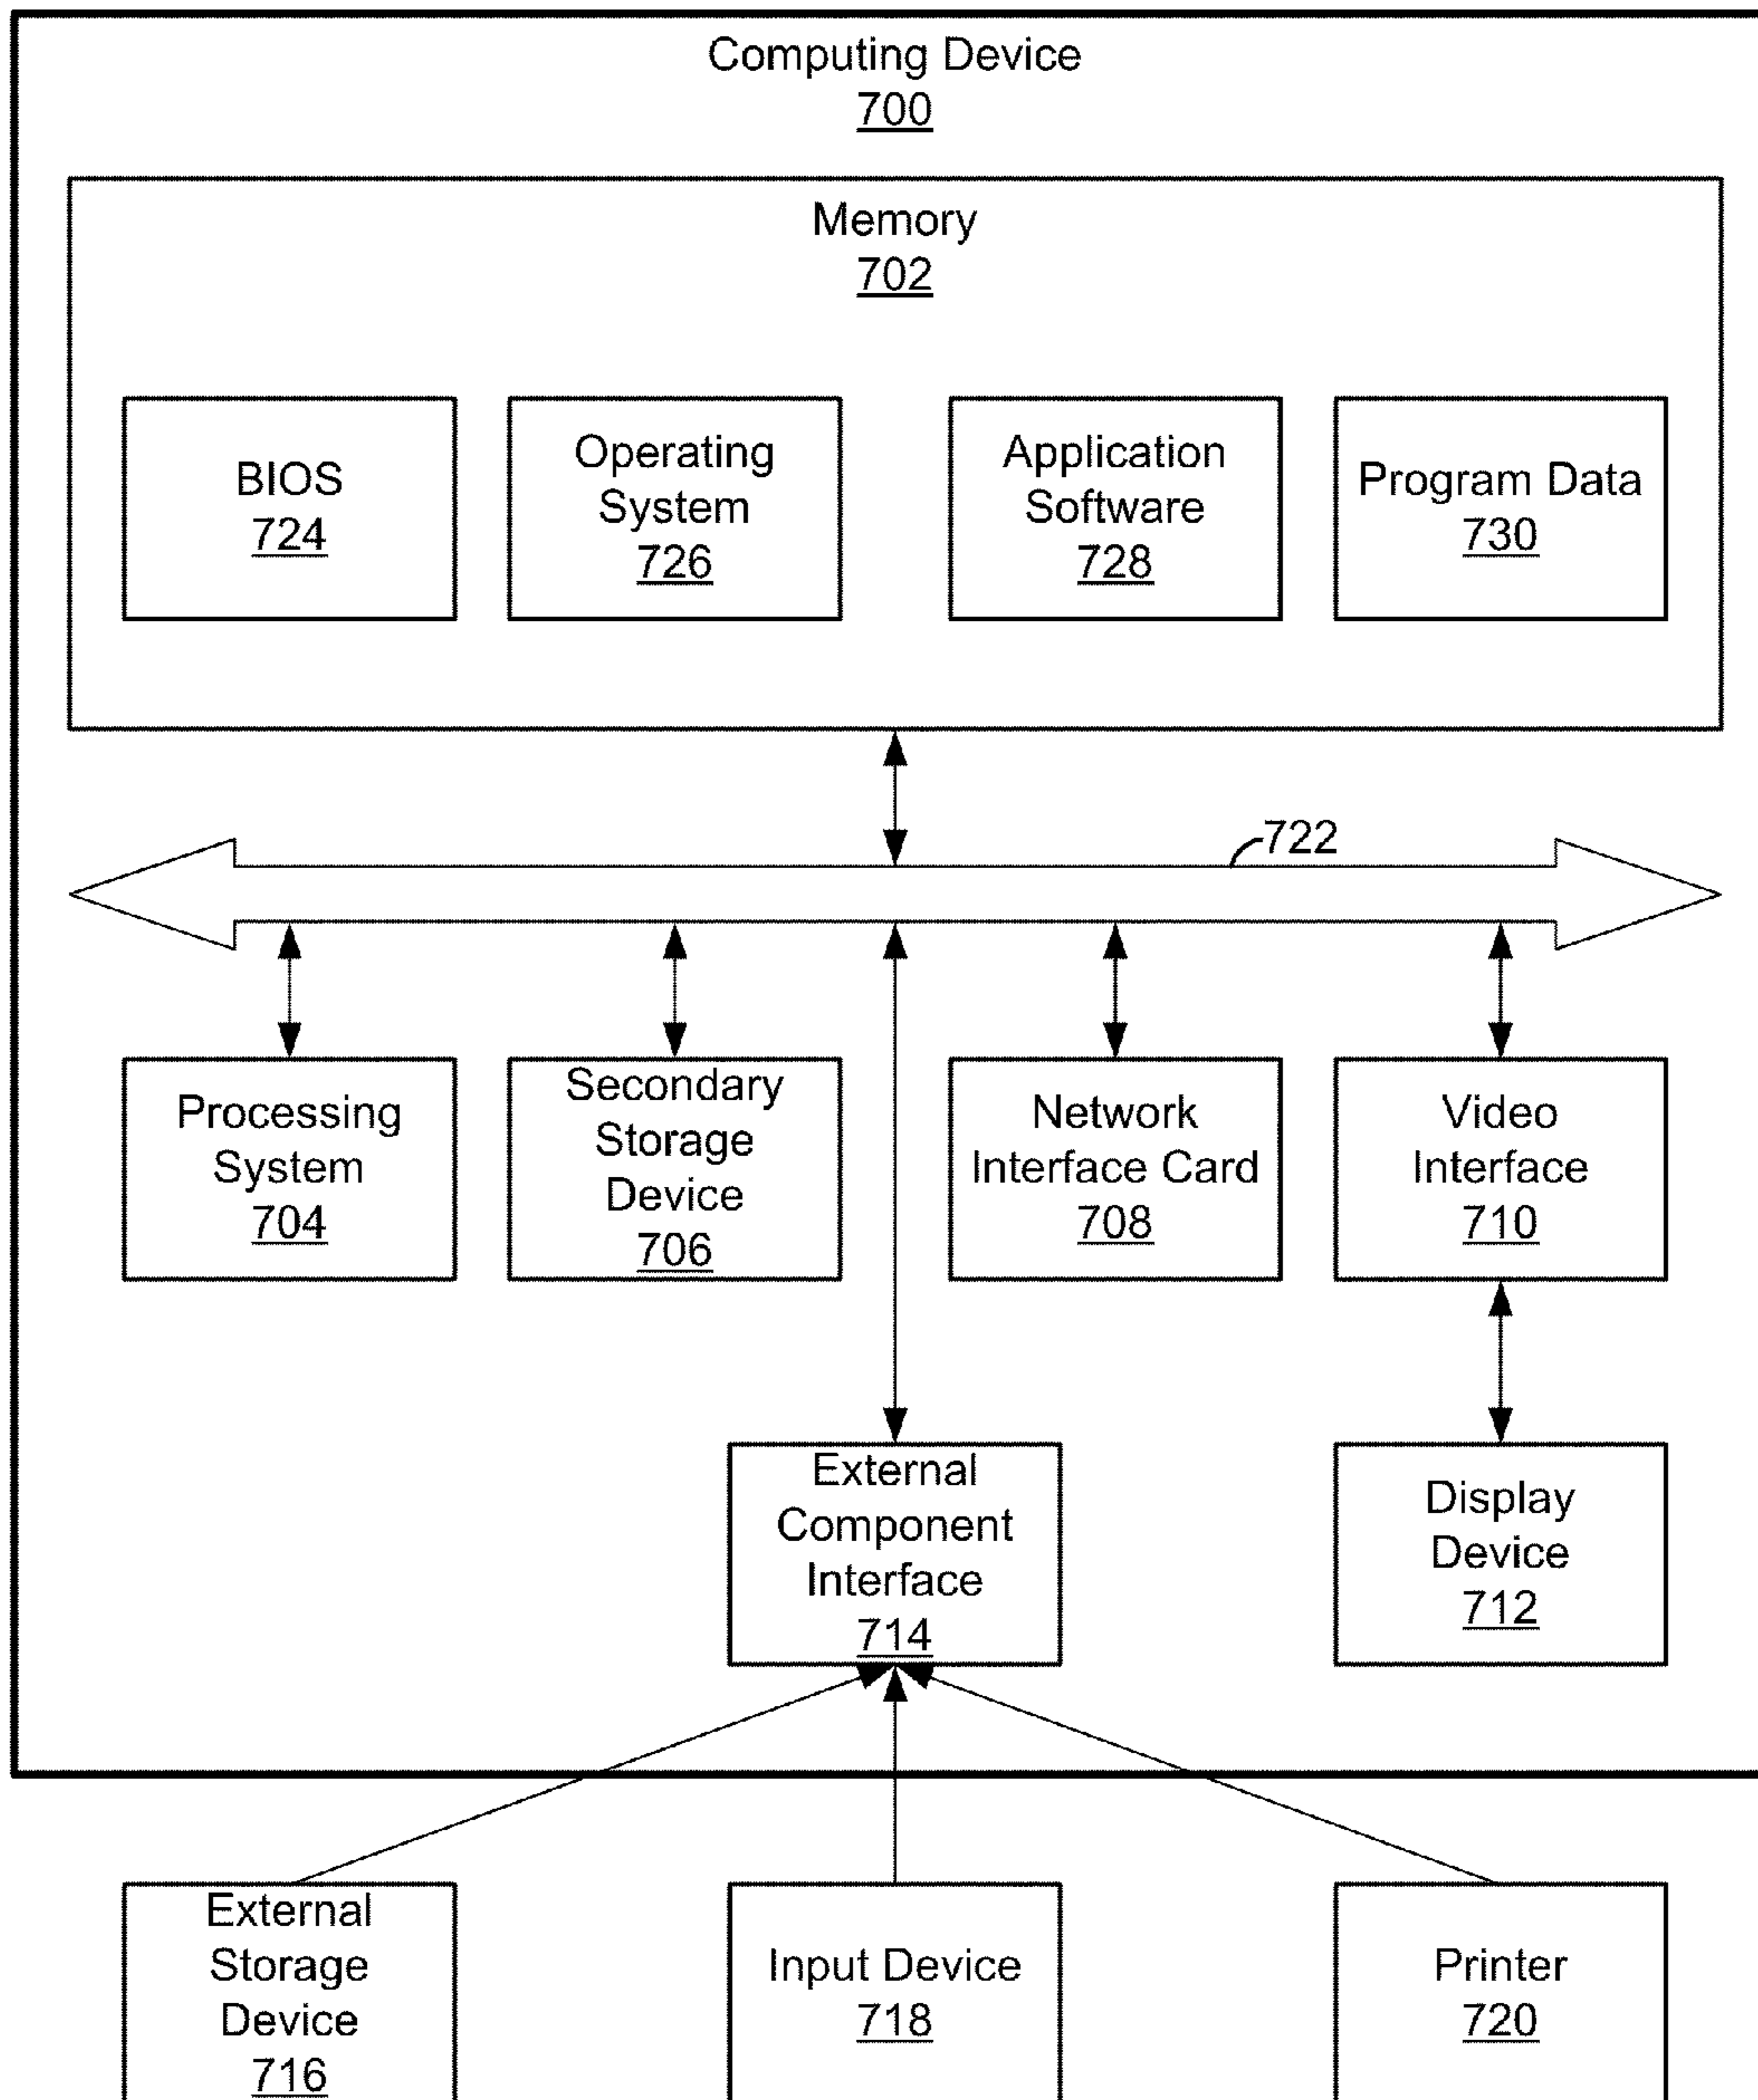 Computing Device
700
Memory
702
BIOS
724
Operating
System
726
Application
Software
728
Program Data
730
722
Processing
System
704
Secondary
Storage
Device
706
Network
Interface Card
708
Video
Interface
710
External
Component
Interface
714
Display
Device
712
External
Storage
Device
716
Input Device
718
Printer
720